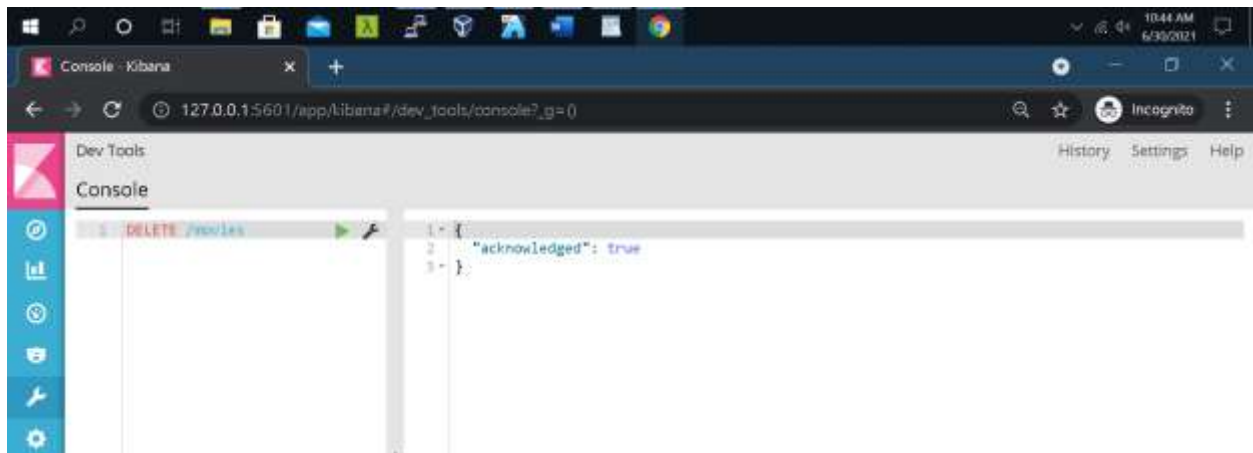 10:44 AM
6/30/2021
Console - Kibana
127.0.0.1:5601/app/kibana#/dev_tools/console?_g=()
Incognito
Dev Tools
History Settings Help
Console
1 DELETE /movies
1 {
2 "acknowledged": true
3 }